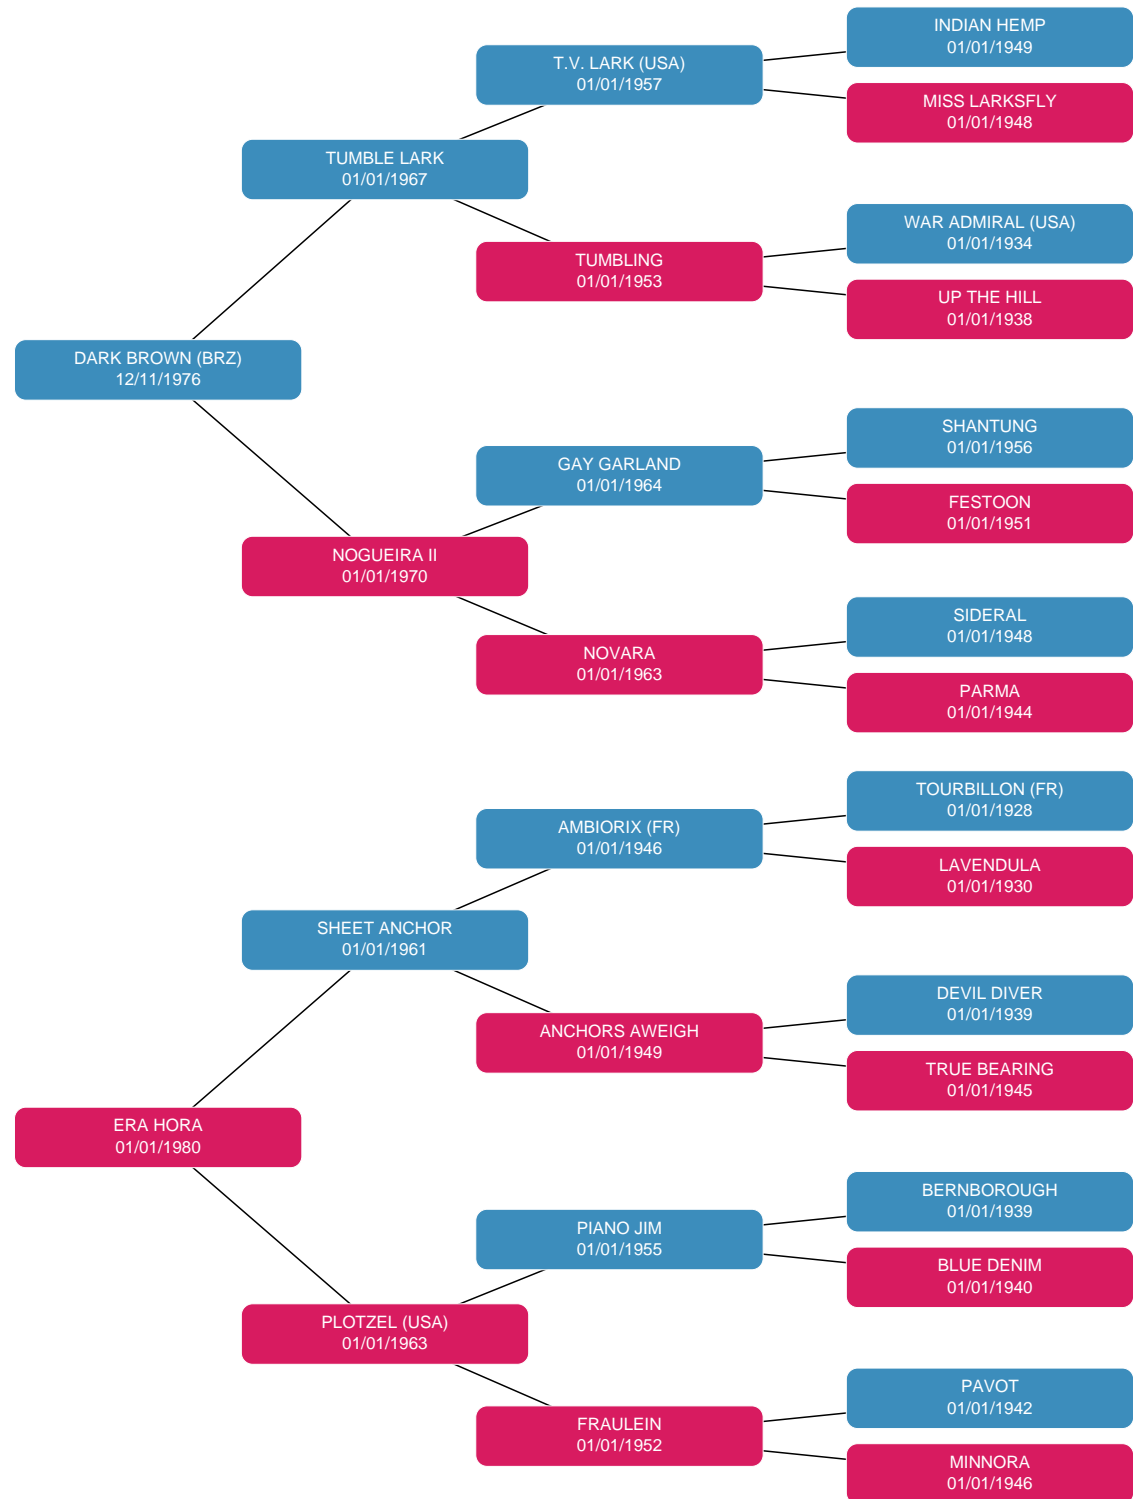 INDIAN HEMP
01/01/1949
T.V. LARK (USA)
01/01/1957
MISS LARKSFLY
01/01/1948
TUMBLE LARK
01/01/1967
WAR ADMIRAL (USA)
01/01/1934
TUMBLING
01/01/1953
UP THE HILL
01/01/1938
DARK BROWN (BRZ)
12/11/1976
SHANTUNG
01/01/1956
GAY GARLAND
01/01/1964
FESTOON
01/01/1951
NOGUEIRA II
01/01/1970
SIDERAL
01/01/1948
NOVARA
01/01/1963
PARMA
01/01/1944
TOURBILLON (FR)
01/01/1928
AMBIORIX (FR)
01/01/1946
LAVENDULA
01/01/1930
SHEET ANCHOR
01/01/1961
DEVIL DIVER
01/01/1939
ANCHORS AWEIGH
01/01/1949
TRUE BEARING
01/01/1945
ERA HORA
01/01/1980
BERNBOROUGH
01/01/1939
PIANO JIM
01/01/1955
BLUE DENIM
01/01/1940
PLOTZEL (USA)
01/01/1963
PAVOT
01/01/1942
FRAULEIN
01/01/1952
MINNORA
01/01/1946